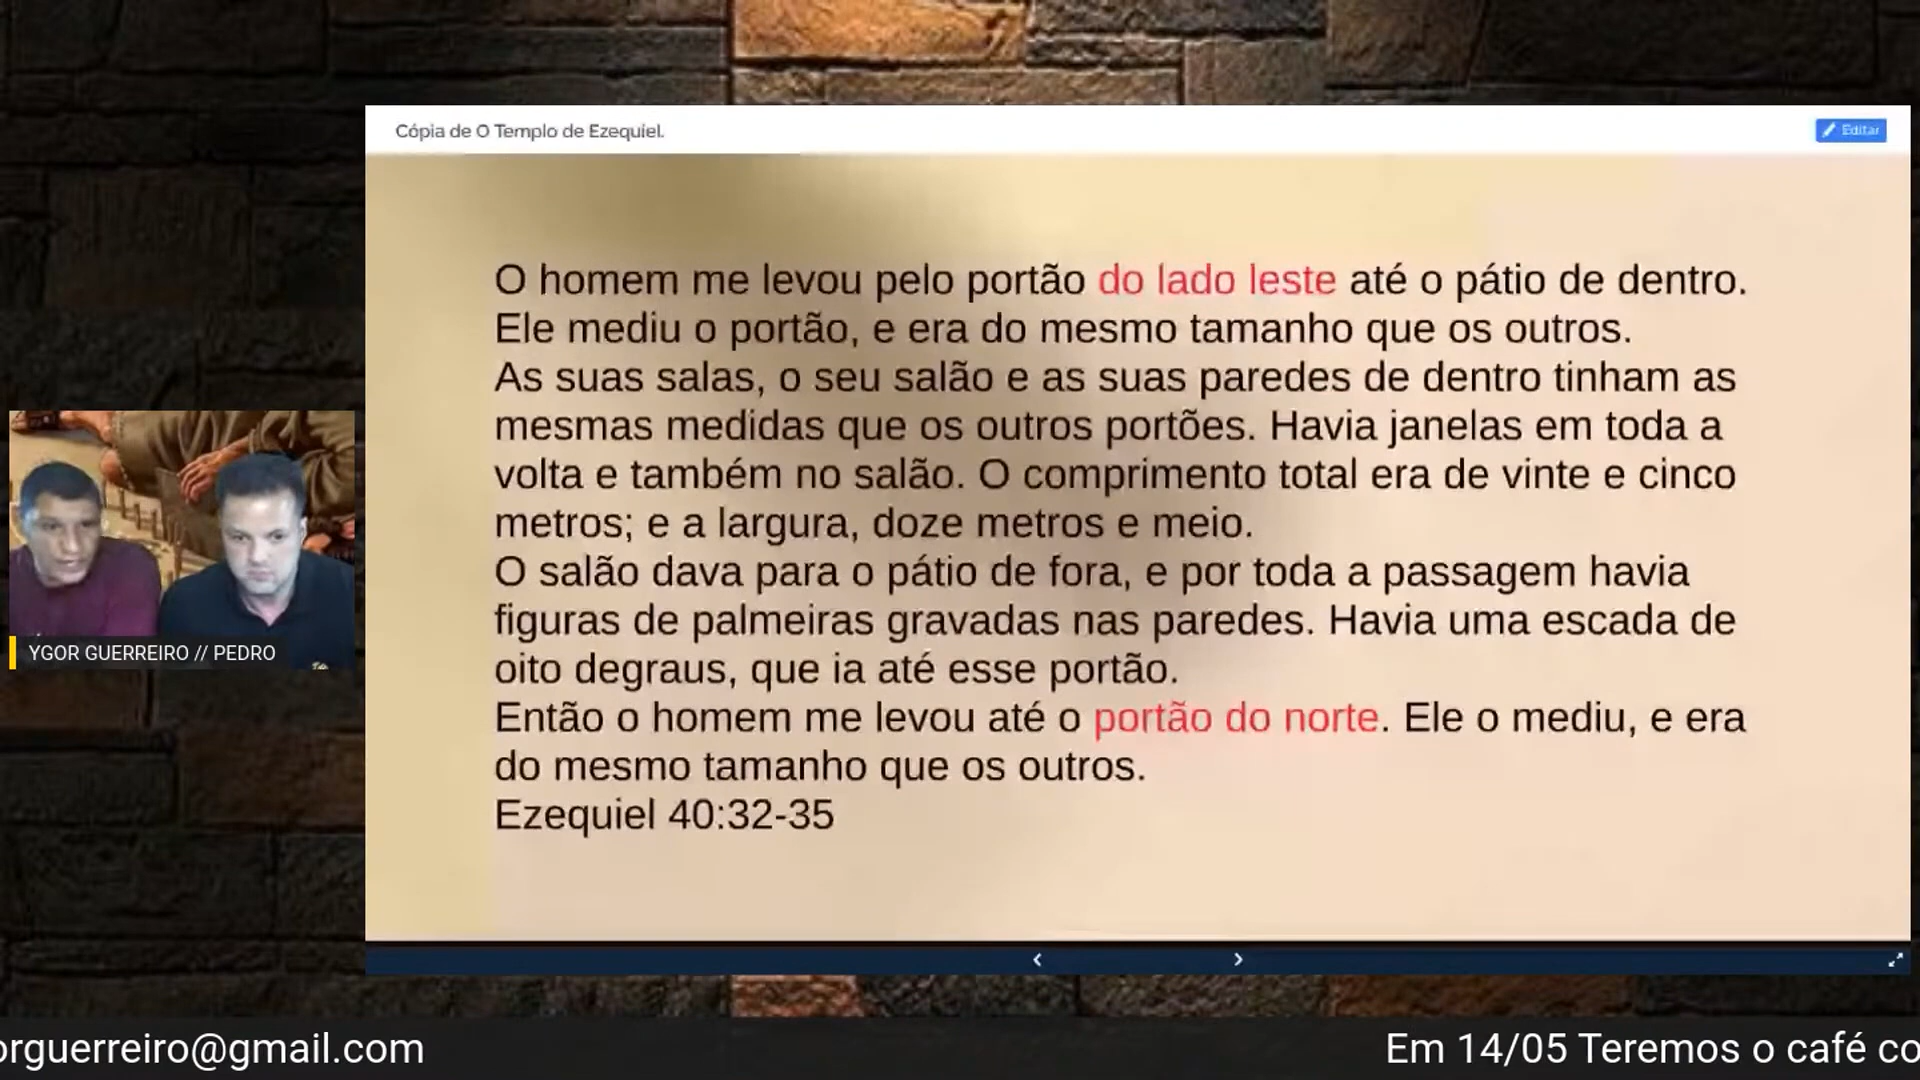 Cópia de O Templo de Ezequiel.
Editar
O homem me levou pelo portão do lado leste até o pátio de dentro.
Ele mediu o portão, e era do mesmo tamanho que os outros.
As suas salas, o seu salão e as suas paredes de dentro tinham as
mesmas medidas que os outros portões. Havia janelas em toda a
volta e também no salão. O comprimento total era de vinte e cinco
metros; e a largura, doze metros e meio.
O salão dava para o pátio de fora, e por toda a passagem havia
figuras de palmeiras gravadas nas paredes. Havia uma escada de
oito degraus, que ia até esse portão.
Então o homem me levou até o portão do norte. Ele o mediu, e era
do mesmo tamanho que os outros.
Ezequiel 40:32-35
YGOR GUERREIRO // PEDRO
orguerreiro@gmail.com
Em 14/05 Teremos o café co